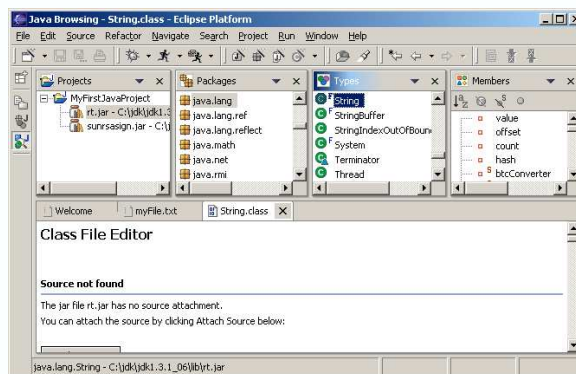 Java Browsing - String.class - Eclipse Platform
File Edit Source Refactor Navigate Search Project Run Window Help
Projects
Packages
Types
Members
MyFirstJavaProject
rt.jar - C:\jdk\jdk1.3
sunrsasign.jar - C:\j
java.lang
java.lang.ref
java.lang.reflect
java.math
java.net
java.rmi
String
StringBuffer
StringIndexOutOfBoun
System
Terminator
Thread
value
offset
count
hash
btcConverter
Welcome
myFile.txt
String.class
Class File Editor
Source not found
The jar file rt.jar has no source attachment.
You can attach the source by clicking Attach Source below:
java.lang.String - C:\jdk\jdk1.3.1_06\lib\rt.jar